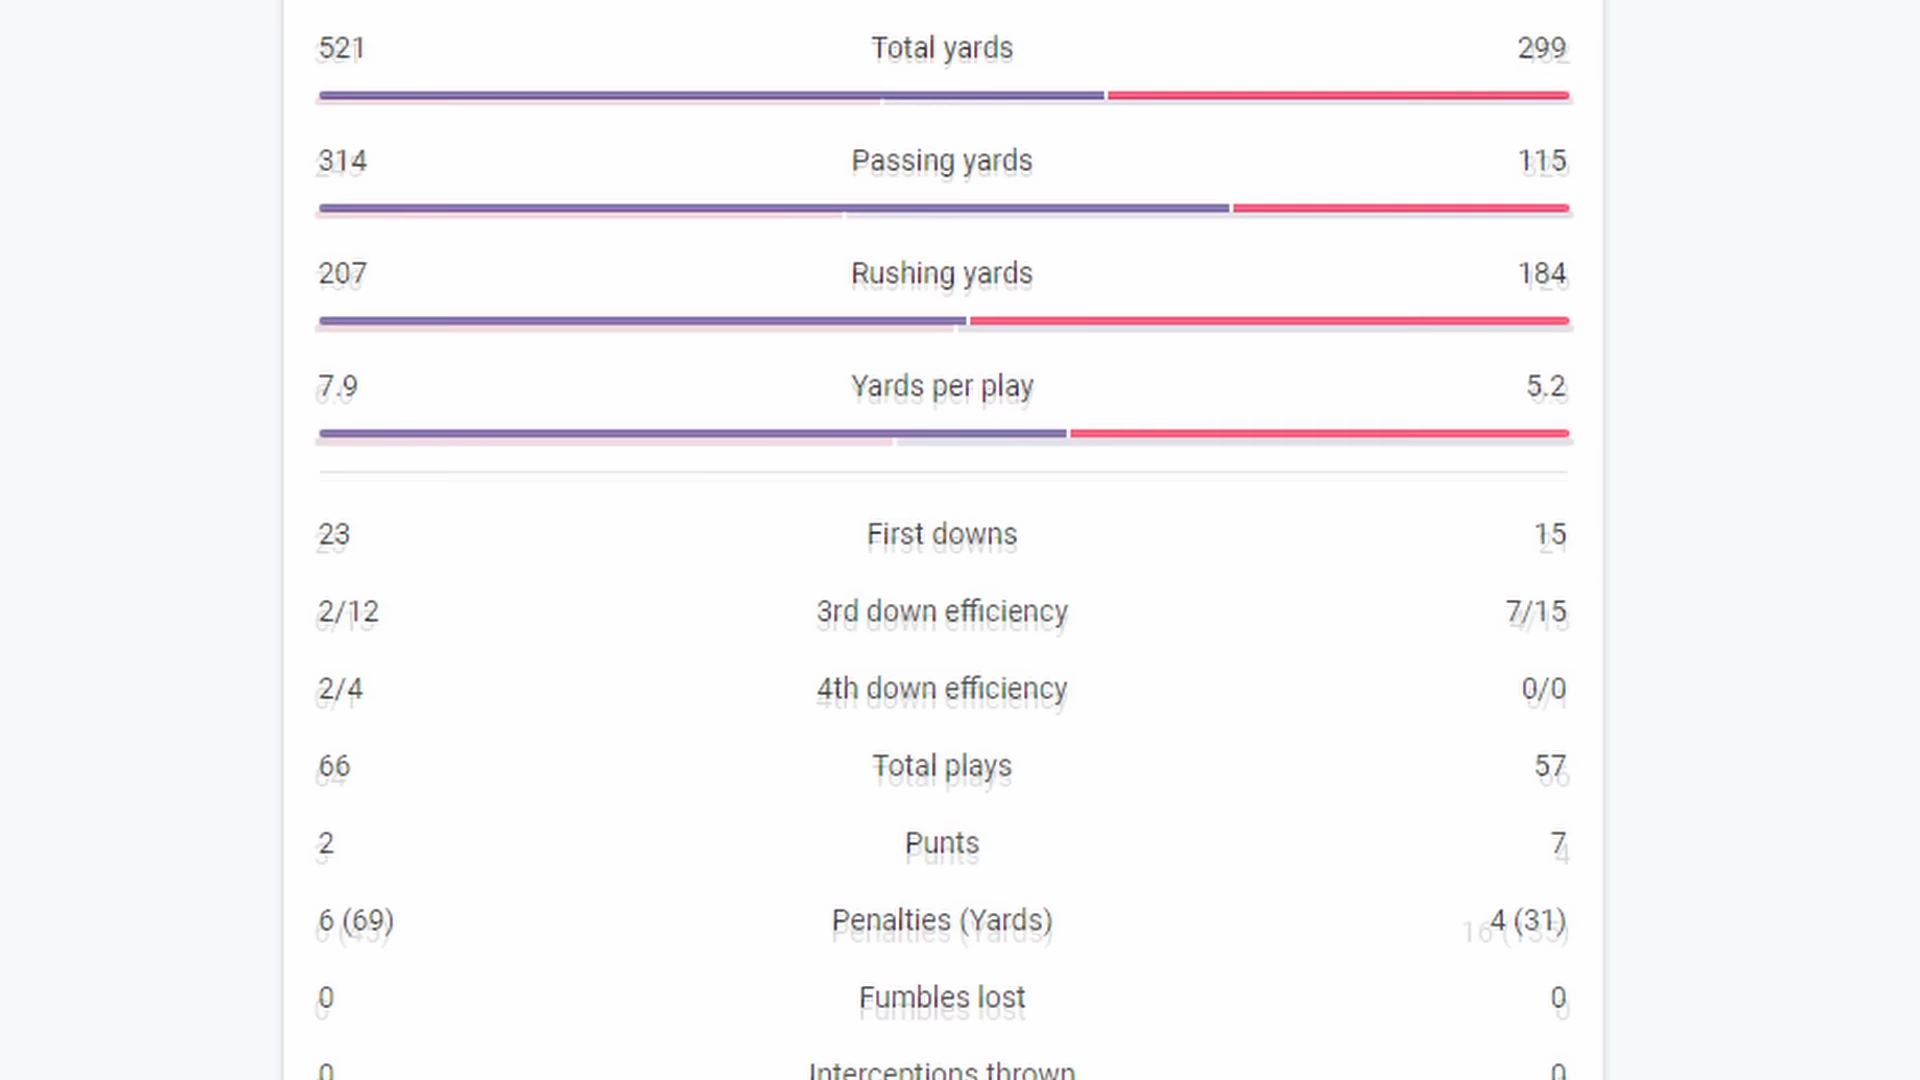 521 Total yards 299
314 Passing yards 115
207 Rushing yards 184
7.9 Yards per play 5.2
23 First downs 15
2/12 3rd down efficiency 7/15
2/4 4th down efficiency 0/0
66 Total plays 57
2 Punts 7
6 (69) Penalties (Yards) 4 (31)
0 Fumbles lost 0
0 Interceptions thrown 0